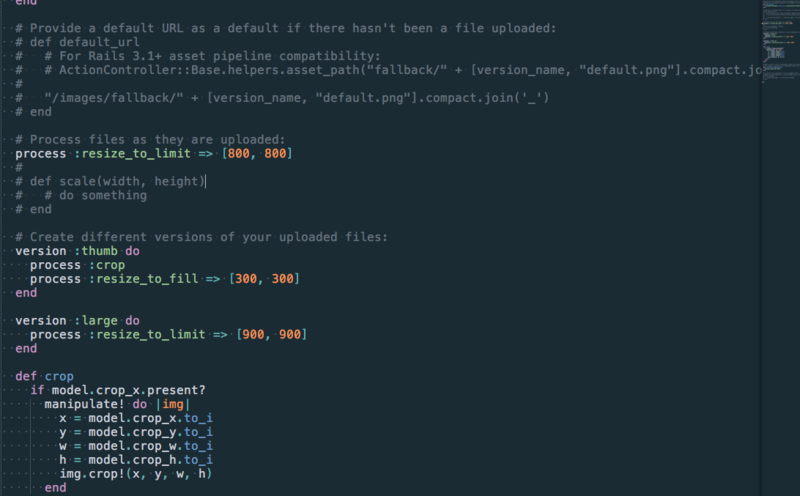 end
# Provide a default URL as a default if there hasn't been a file uploaded:
# def default_url
#   # For Rails 3.1+ asset pipeline compatibility:
#   # ActionController::Base.helpers.asset_path("fallback/" + [version_name, "default.png"].compact.jo
#
#   "/images/fallback/" + [version_name, "default.png"].compact.join('_')
# end
# Process files as they are uploaded:
process :resize_to_limit => [800, 800]
#
# def scale(width, height)
#   # do something
# end
# Create different versions of your uploaded files:
version :thumb do
  process :crop
  process :resize_to_fill => [300, 300]
end
version :large do
  process :resize_to_limit => [900, 900]
end
def crop
  if model.crop_x.present?
    manipulate! do |img|
      x = model.crop_x.to_i
      y = model.crop_y.to_i
      w = model.crop_w.to_i
      h = model.crop_h.to_i
      img.crop!(x, y, w, h)
    end